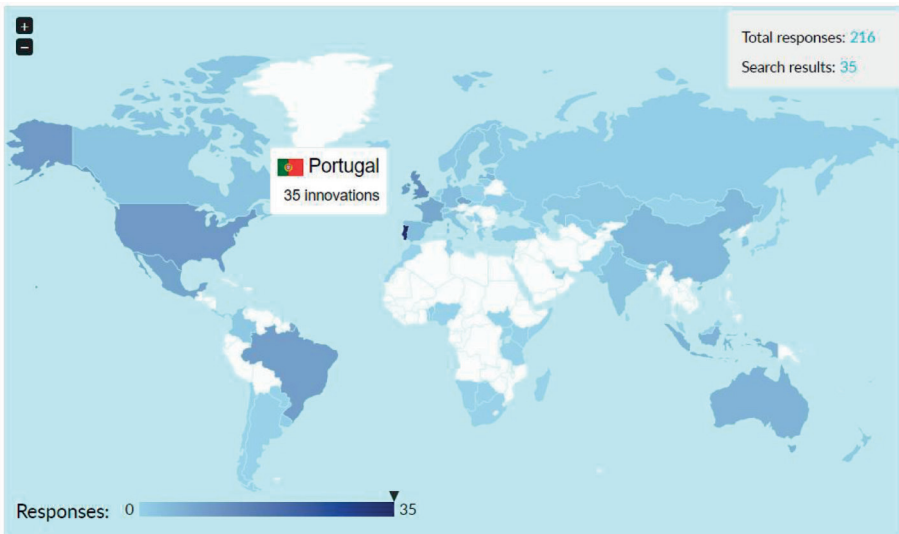 +
−
Total responses: 216
Search results: 35
Portugal
35 innovations
Responses: 0 35